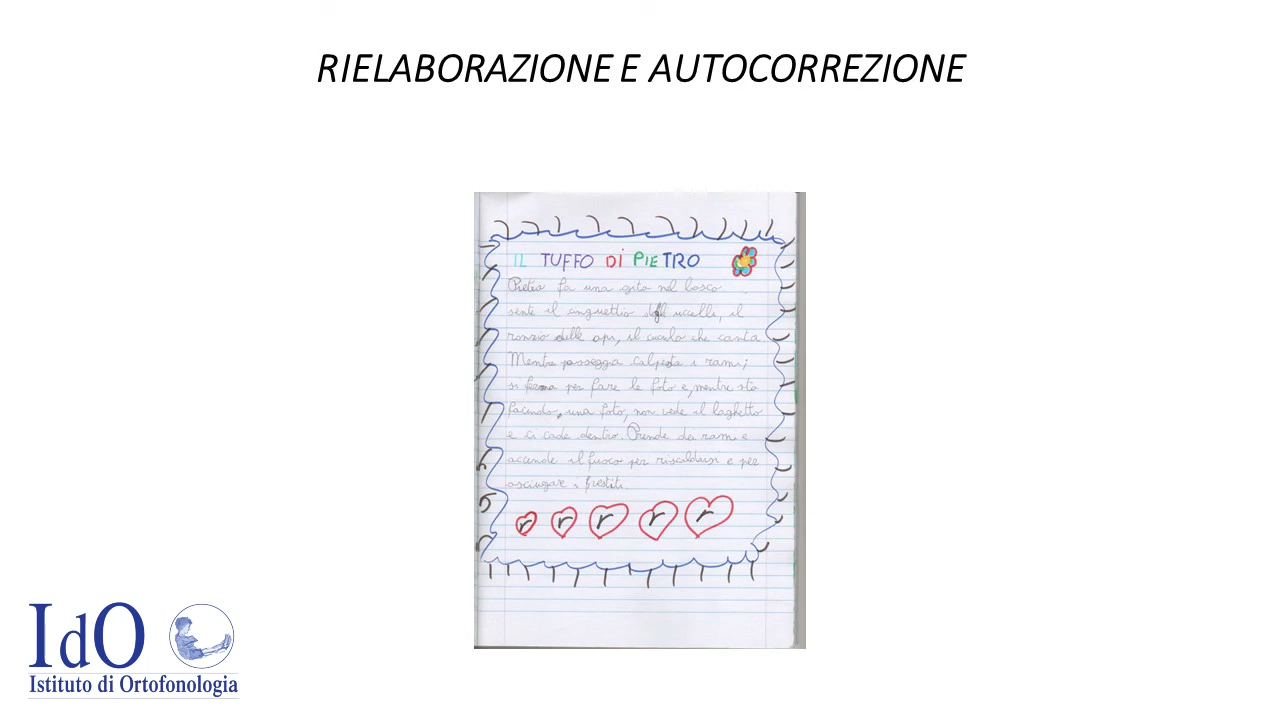 RIELABORAZIONE E AUTOCORREZIONE
IL TUFFO DI PIETRO
Pietro fa una gita nel bosco
sente il cinguettio degli uccelli, il
ronzio delle api, il cuculo che canta.
Mentre passeggia calpesta i rami;
si ferma per fare le foto e, mentre sta
facendo, una foto, non vede il laghetto
e ci cade dentro. Prende dei rami e
accende il fuoco per riscaldarsi e per
asciugare i vestiti.
r r r r r
IdO
Istituto di Ortofonologia